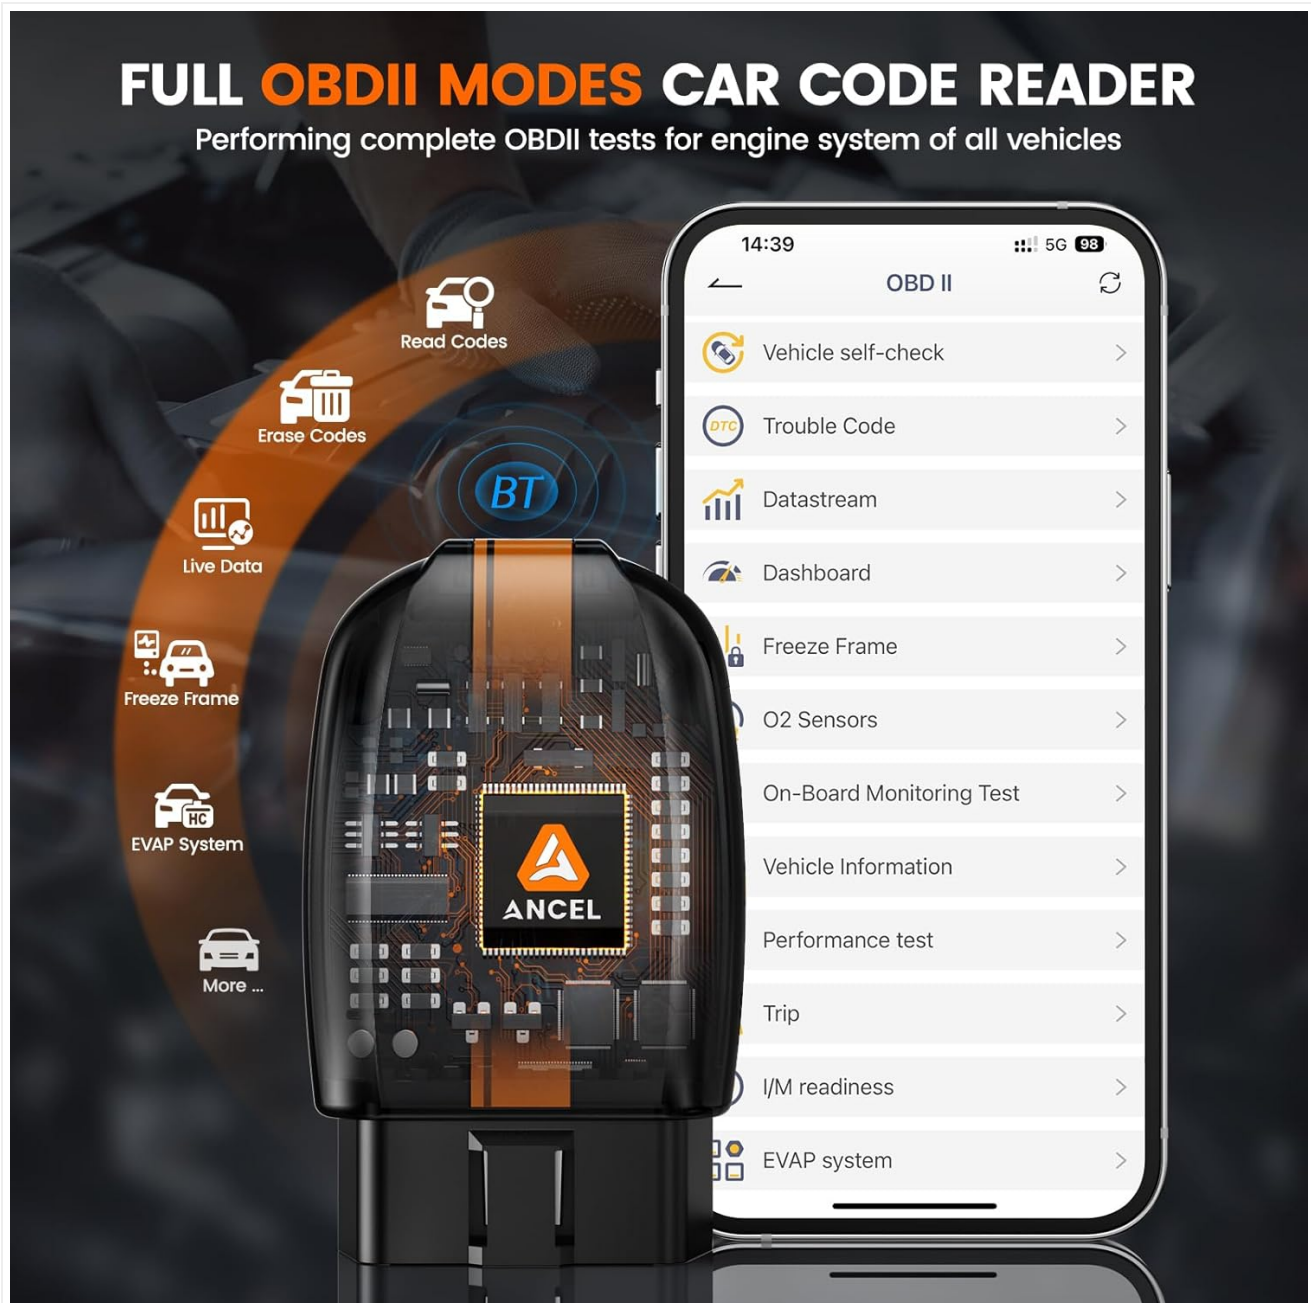 FULL OBDII MODES CAR CODE READER
Performing complete OBDII tests for engine system of all vehicles
Read Codes
Erase Codes
Live Data
Freeze Frame
EVAP System
HC
More ...
BT
ANCEL
14:39
5G 98
OBD II
Vehicle self-check
DTC
Trouble Code
Datastream
Dashboard
Freeze Frame
O2 Sensors
On-Board Monitoring Test
Vehicle Information
Performance test
Trip
I/M readiness
EVAP system